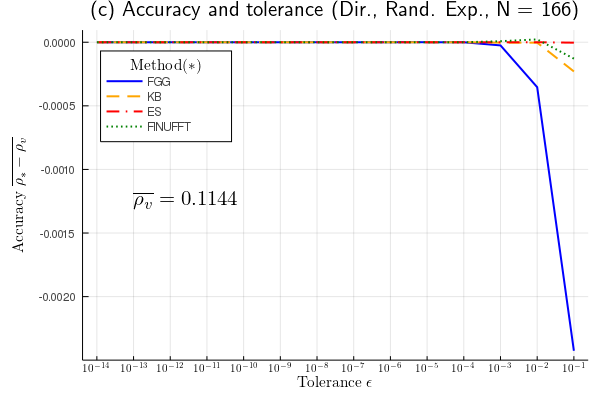 (c) Accuracy and tolerance (Dir., Rand. Exp., N = 166)
0.0000
-0.0005
-0.0010
-0.0015
-0.0020
Accuracy $\overline{\rho_* - \rho_v}$
Method(*)
FGG
KB
ES
FINUFFT
$\overline{\rho_v}$ = 0.1144
10⁻¹⁴ 10⁻¹³ 10⁻¹² 10⁻¹¹ 10⁻¹⁰ 10⁻⁹ 10⁻⁸ 10⁻⁷ 10⁻⁶ 10⁻⁵ 10⁻⁴ 10⁻³ 10⁻² 10⁻¹
Tolerance ϵ